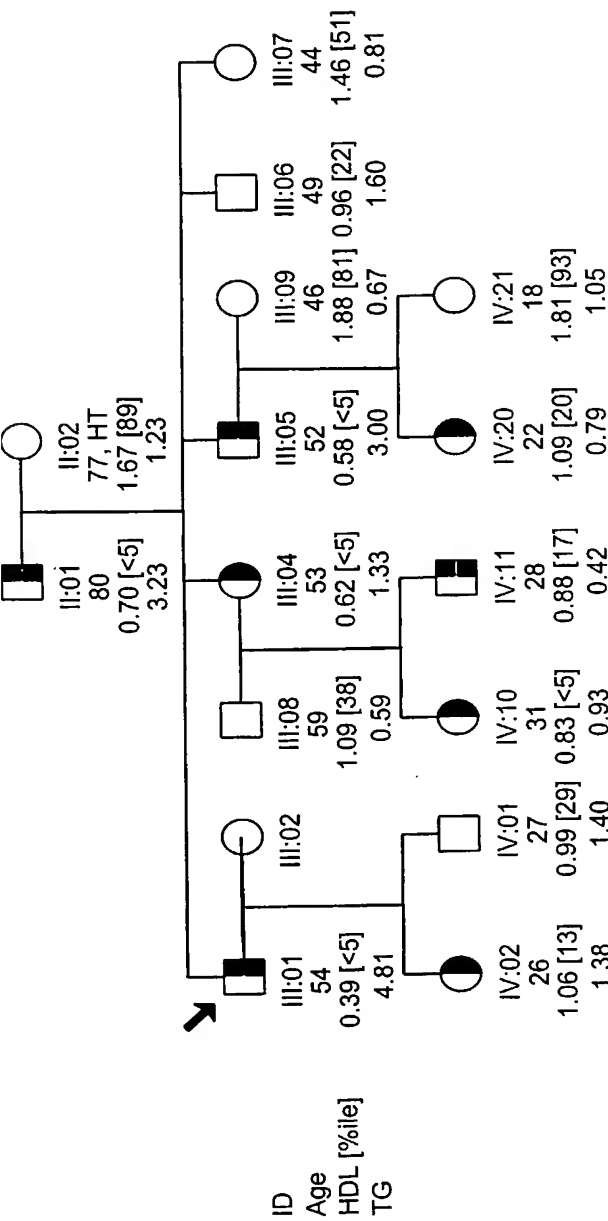 II:01
80
0.70 [<5]
3.23
II:02
77, HT
1.67 [89]
1.23
ID
Age
HDL [%ile]
TG
III:01
54
0.39 [<5]
4.81
III:02
III:08
59
1.09 [38]
0.59
III:04
53
0.62 [<5]
1.33
III:05
52
0.58 [<5]
3.00
III:09
46
1.88 [81]
0.67
III:06
49
0.96 [22]
1.60
III:07
44
1.46 [51]
0.81
IV:02
26
1.06 [13]
1.38
IV:01
27
0.99 [29]
1.40
IV:10
31
0.83 [<5]
0.93
IV:11
28
0.88 [17]
0.42
IV:20
22
1.09 [20]
0.79
IV:21
18
1.81 [93]
1.05